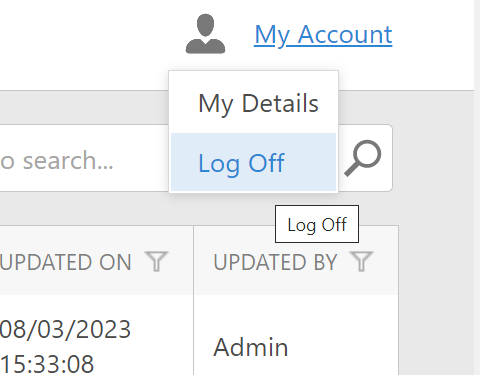 My Account
My Details
Log Off
o search...
Log Off
UPDATED ON
UPDATED BY
08/03/2023
15:33:08
Admin